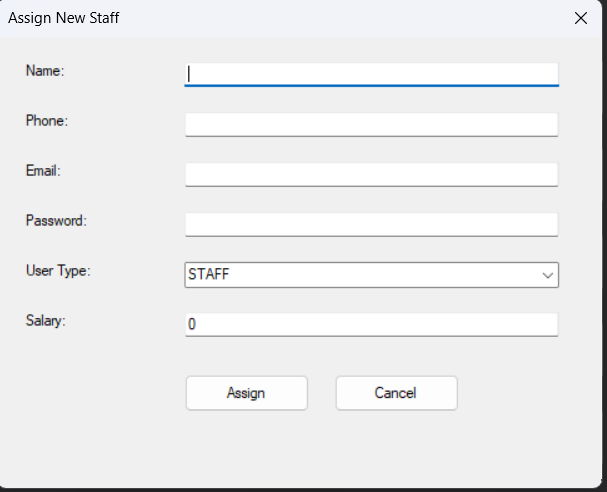 Assign New Staff
Name:
Phone:
Email:
Password:
User Type: STAFF
Salary: 0
Assign Cancel